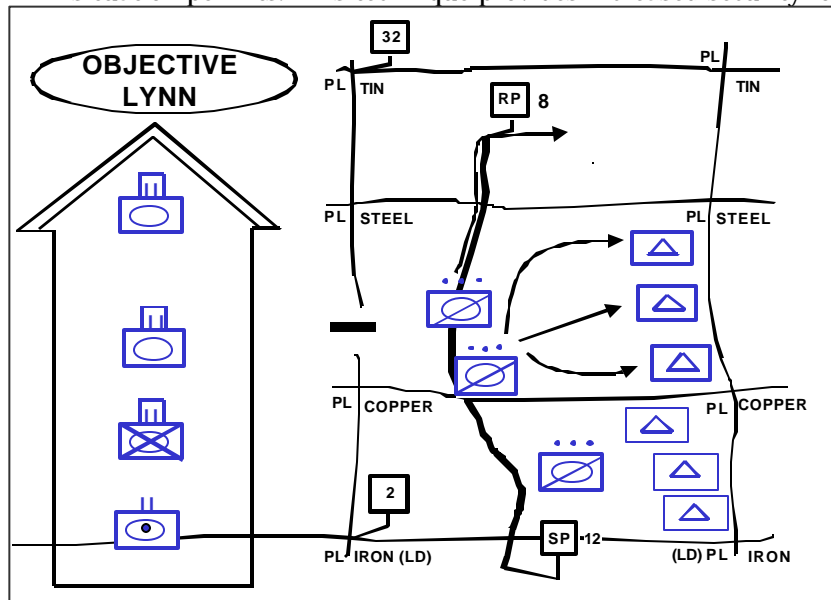 32
OBJECTIVE
LYNN
PL TIN
PL
TIN
RP 8
PL STEEL
PL STEEL
PL COPPER
PL COPPER
2
SP 12
PL IRON (LD)
(LD) PL IRON